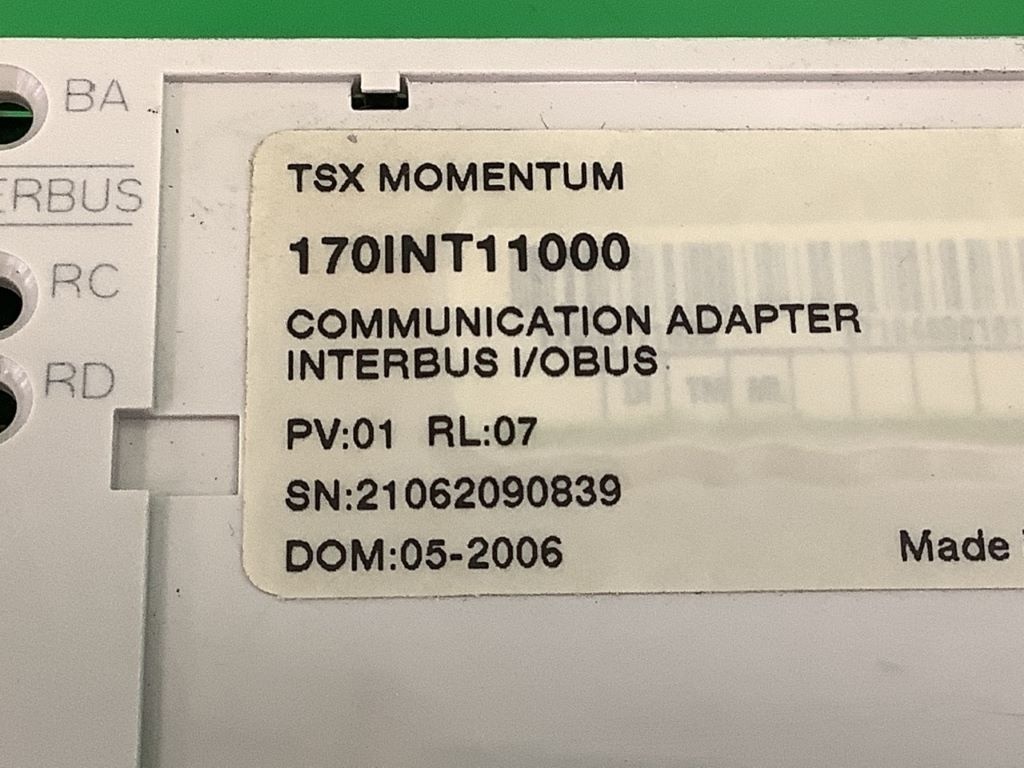 BA
ERBUS
RC
RD
TSX MOMENTUM
170INT11000
COMMUNICATION ADAPTER
INTERBUS I/OBUS
PV:01 RL:07
SN:21062090839
DOM:05-2006
Made